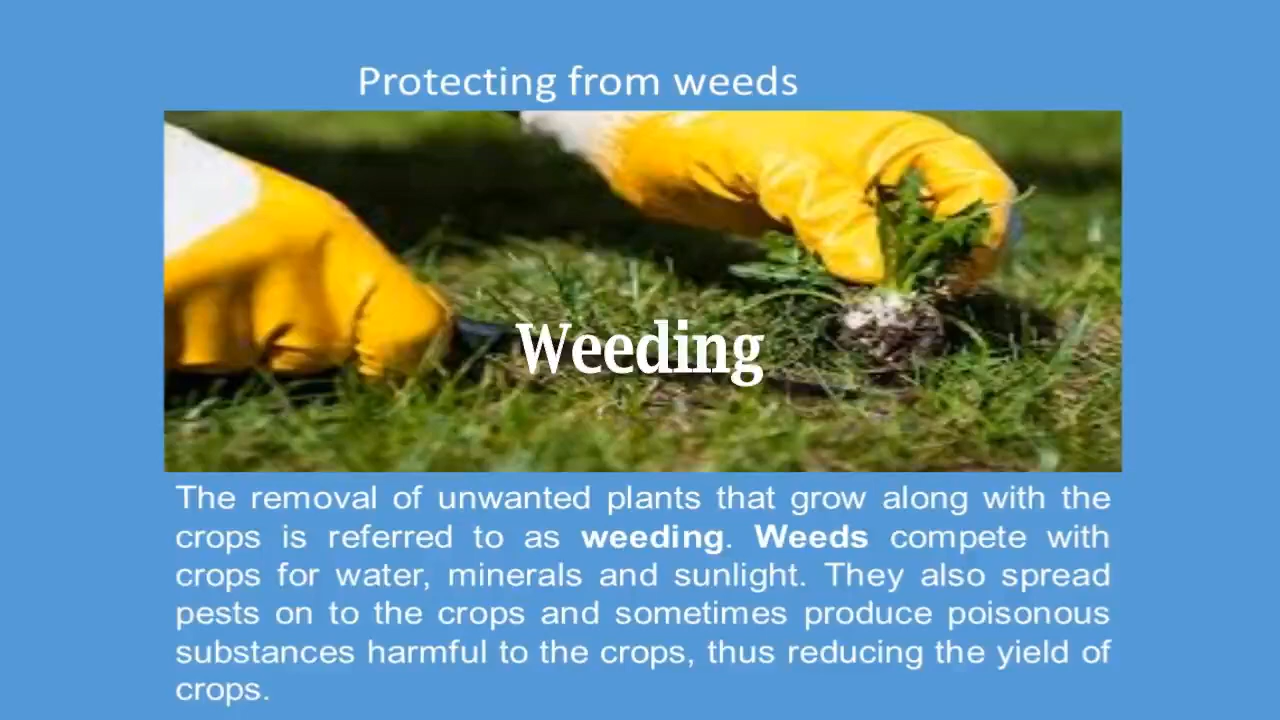 Protecting from weeds
Weeding
The removal of unwanted plants that grow along with the
crops is referred to as weeding. Weeds compete with
crops for water, minerals and sunlight. They also spread
pests on to the crops and sometimes produce poisonous
substances harmful to the crops, thus reducing the yield of
crops.